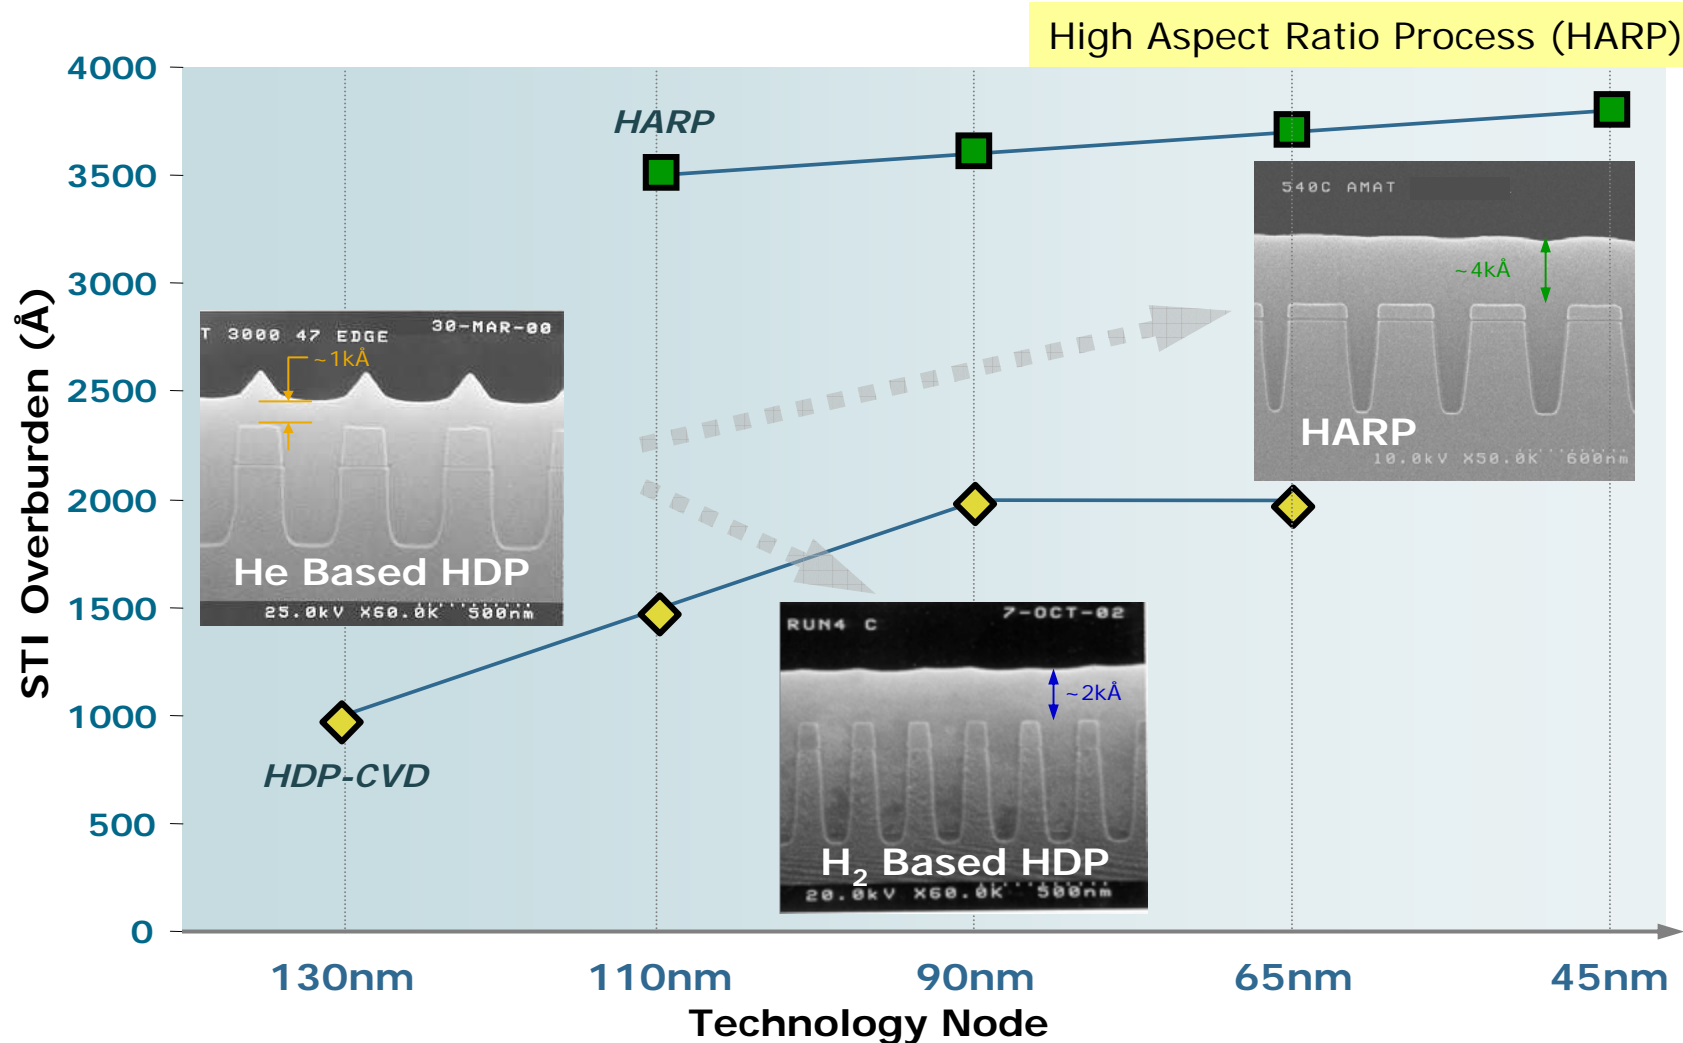 High Aspect Ratio Process (HARP)
4000
3500
3000
2500
2000
1500
1000
500
0
STI Overburden (Å)
HARP
HDP-CVD
T 3000 47 EDGE 30-MAR-00
~1kÅ
He Based HDP
25.0kV X60.0K 500nm
540C AMAT
~4kÅ
HARP
10.0kV X50.0K 600nm
RUN4 C 7-OCT-02
~2kÅ
H₂ Based HDP
20.0kV X60.0K 500nm
130nm 110nm 90nm 65nm 45nm
Technology Node